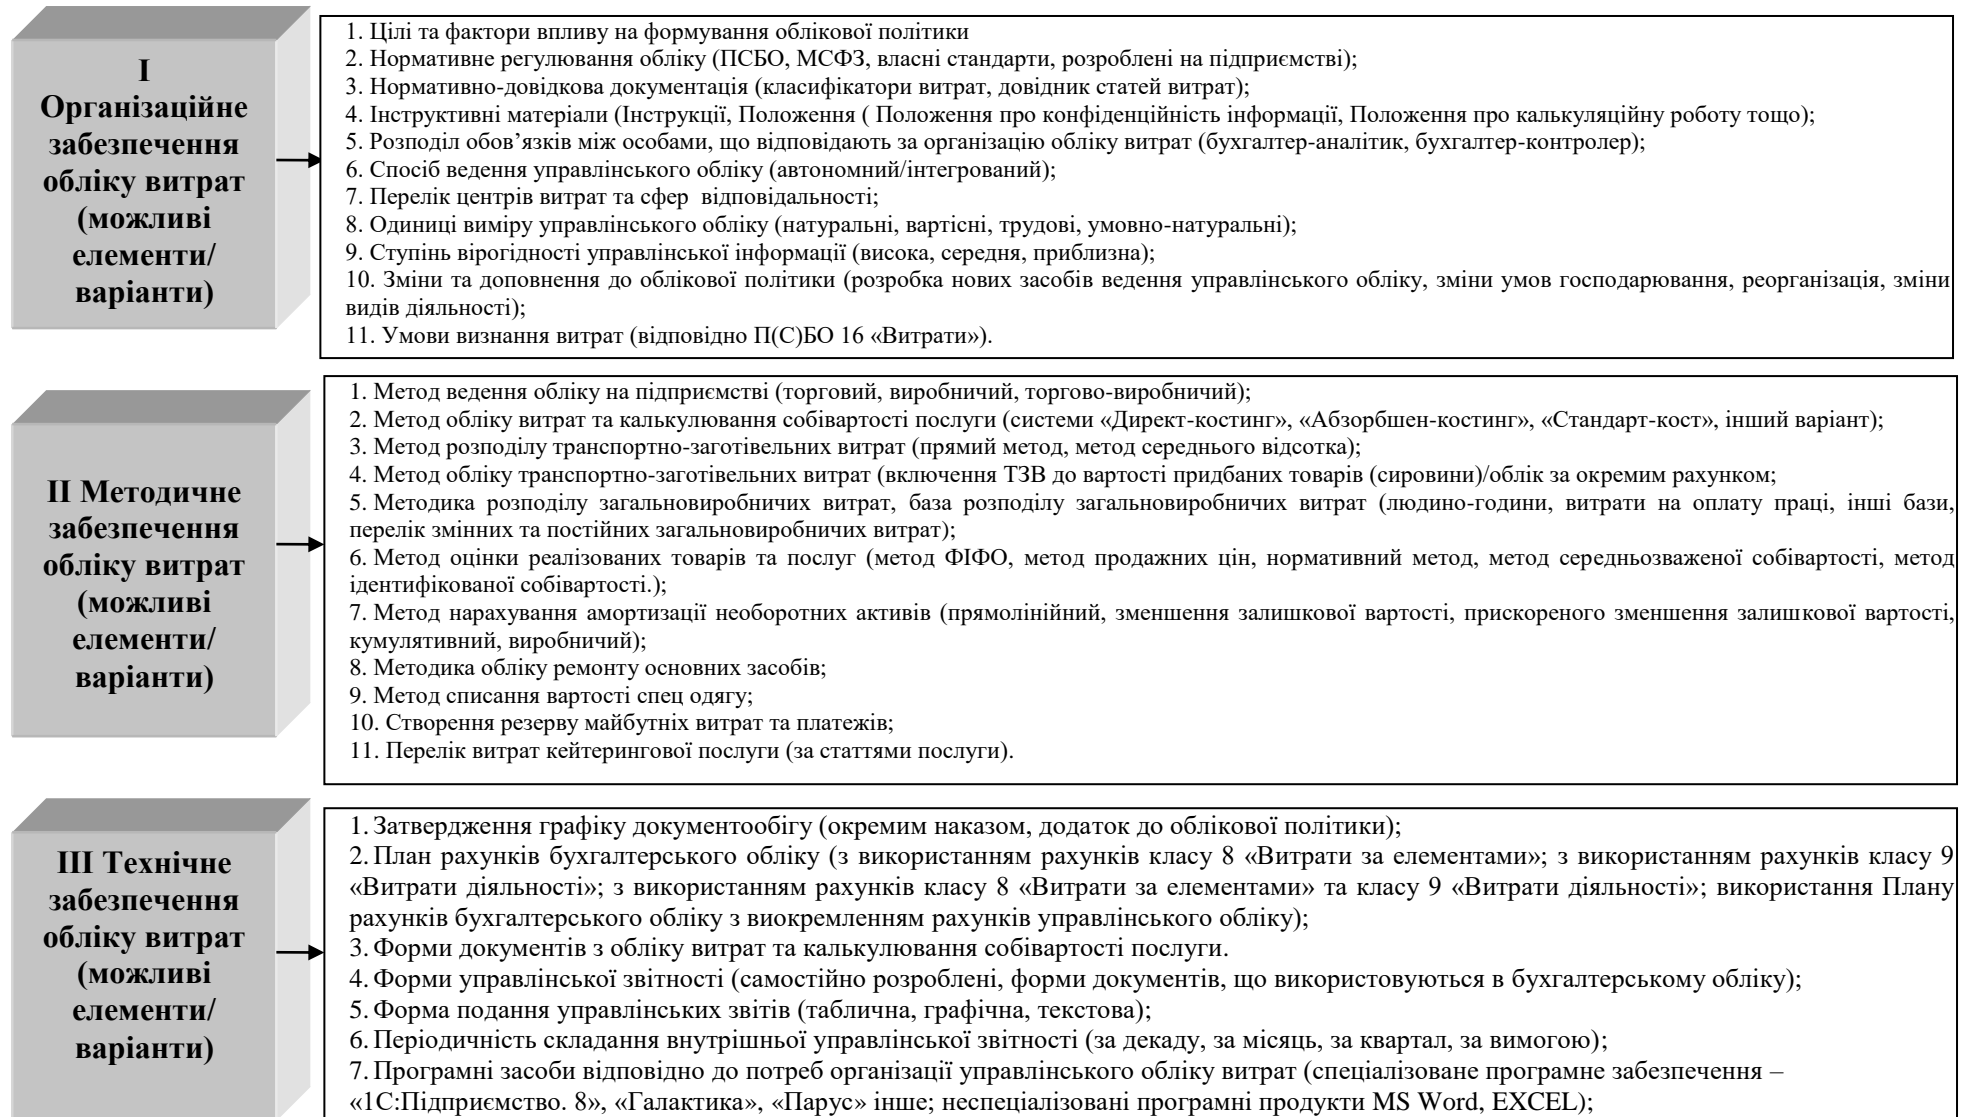 І
Організаційне
забезпечення
обліку витрат
(можливі
елементи/
варіанти)
1. Цілі та фактори впливу на формування облікової політики
2. Нормативне регулювання обліку (ПСБО, МСФЗ, власні стандарти, розроблені на підприємстві);
3. Нормативно-довідкова документація (класифікатори витрат, довідник статей витрат);
4. Інструктивні матеріали (Інструкції, Положення ( Положення про конфіденційність інформації, Положення про калькуляційну роботу тощо);
5. Розподіл обов’язків між особами, що відповідають за організацію обліку витрат (бухгалтер-аналітик, бухгалтер-контролер);
6. Спосіб ведення управлінського обліку (автономний/інтегрований);
7. Перелік центрів витрат та сфер відповідальності;
8. Одиниці виміру управлінського обліку (натуральні, вартісні, трудові, умовно-натуральні);
9. Ступінь вірогідності управлінської інформації (висока, середня, приблизна);
10. Зміни та доповнення до облікової політики (розробка нових засобів ведення управлінського обліку, зміни умов господарювання, реорганізація, зміни
видів діяльності);
11. Умови визнання витрат (відповідно П(С)БО 16 «Витрати»).
ІІ Методичне
забезпечення
обліку витрат
(можливі
елементи/
варіанти)
1. Метод ведення обліку на підприємстві (торговий, виробничий, торгово-виробничий);
2. Метод обліку витрат та калькулювання собівартості послуги (системи «Директ-костинг», «Абзорбшен-костинг», «Стандарт-кост», інший варіант);
3. Метод розподілу транспортно-заготівельних витрат (прямий метод, метод середнього відсотка);
4. Метод обліку транспортно-заготівельних витрат (включення ТЗВ до вартості придбаних товарів (сировини)/облік за окремим рахунком;
5. Методика розподілу загальновиробничих витрат, база розподілу загальновиробничих витрат (людино-години, витрати на оплату праці, інші бази,
перелік змінних та постійних загальновиробничих витрат);
6. Метод оцінки реалізованих товарів та послуг (метод ФІФО, метод продажних цін, нормативний метод, метод середньозваженої собівартості, метод
ідентифікованої собівартості.);
7. Метод нарахування амортизації необоротних активів (прямолінійний, зменшення залишкової вартості, прискореного зменшення залишкової вартості,
кумулятивний, виробничий);
8. Методика обліку ремонту основних засобів;
9. Метод списання вартості спец одягу;
10. Створення резерву майбутніх витрат та платежів;
11. Перелік витрат кейтерингової послуги (за статтями послуги).
ІІІ Технічне
забезпечення
обліку витрат
(можливі
елементи/
варіанти)
1. Затвердження графіку документообігу (окремим наказом, додаток до облікової політики);
2. План рахунків бухгалтерського обліку (з використанням рахунків класу 8 «Витрати за елементами»; з використанням рахунків класу 9
«Витрати діяльності»; з використанням рахунків класу 8 «Витрати за елементами» та класу 9 «Витрати діяльності»; використання Плану
рахунків бухгалтерського обліку з виокремленням рахунків управлінського обліку);
3. Форми документів з обліку витрат та калькулювання собівартості послуги.
4. Форми управлінської звітності (самостійно розроблені, форми документів, що використовуються в бухгалтерському обліку);
5. Форма подання управлінських звітів (таблична, графічна, текстова);
6. Періодичність складання внутрішньої управлінської звітності (за декаду, за місяць, за квартал, за вимогою);
7. Програмні засоби відповідно до потреб організації управлінського обліку витрат (спеціалізоване програмне забезпечення –
«1С:Підприємство. 8», «Галактика», «Парус» інше; неспеціалізовані програмні продукти MS Word, EXCEL);